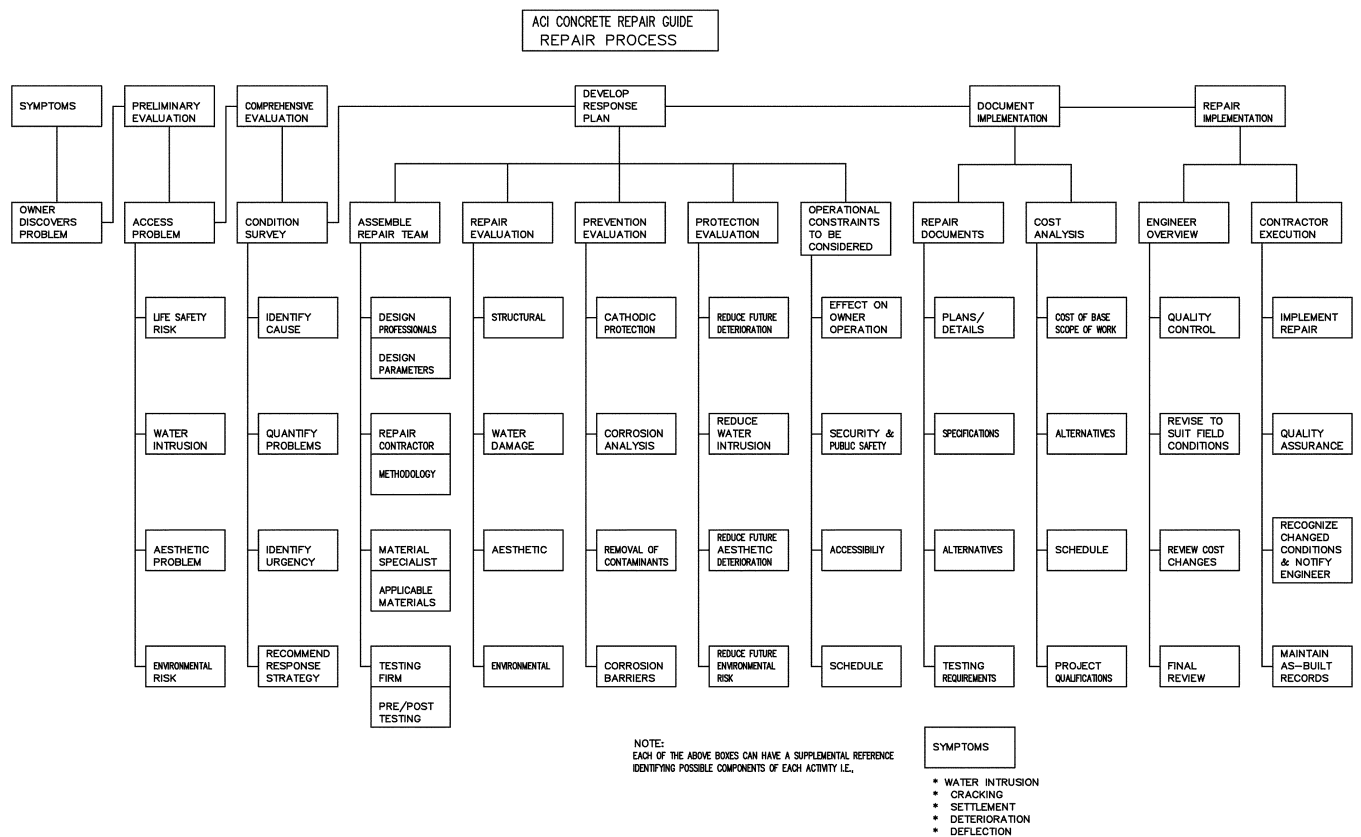 ACI CONCRETE REPAIR GUIDE
REPAIR PROCESS
SYMPTOMS
PRELIMINARY
EVALUATION
COMPREHENSIVE
EVALUATION
DEVELOP
RESPONSE
PLAN
DOCUMENT
IMPLEMENTATION
REPAIR
IMPLEMENTATION
OWNER
DISCOVERS
PROBLEM
ACCESS
PROBLEM
CONDITION
SURVEY
ASSEMBLE
REPAIR TEAM
REPAIR
EVALUATION
PREVENTION
EVALUATION
PROTECTION
EVALUATION
OPERATIONAL
CONSTRAINTS
TO BE
CONSIDERED
REPAIR
DOCUMENTS
COST
ANALYSIS
ENGINEER
OVERVIEW
CONTRACTOR
EXECUTION
LIFE SAFETY
RISK
IDENTIFY
CAUSE
DESIGN
PROFESSIONALS
DESIGN
PARAMETERS
STRUCTURAL
CATHODIC
PROTECTION
REDUCE FUTURE
DETERIORATION
EFFECT ON
OWNER
OPERATION
PLANS/
DETAILS
COST OF BASE
SCOPE OF WORK
QUALITY
CONTROL
IMPLEMENT
REPAIR
WATER
INTRUSION
QUANTIFY
PROBLEMS
REPAIR
CONTRACTOR
METHODOLOGY
WATER
DAMAGE
CORROSION
ANALYSIS
REDUCE
WATER
INTRUSION
SECURITY &
PUBLIC SAFETY
SPECIFICATIONS
ALTERNATIVES
REVISE TO
SUIT FIELD
CONDITIONS
QUALITY
ASSURANCE
AESTHETIC
PROBLEM
IDENTIFY
URGENCY
MATERIAL
SPECIALIST
APPLICABLE
MATERIALS
AESTHETIC
REMOVAL OF
CONTAMINANTS
REDUCE FUTURE
AESTHETIC
DETERIORATION
ACCESSIBILIY
ALTERNATIVES
SCHEDULE
REVIEW COST
CHANGES
RECOGNIZE
CHANGED
CONDITIONS
& NOTIFY
ENGINEER
ENVIRONMENTAL
RISK
RECOMMEND
RESPONSE
STRATEGY
TESTING
FIRM
PRE/POST
TESTING
ENVIRONMENTAL
CORROSION
BARRIERS
REDUCE FUTURE
ENVIRONMENTAL
RISK
SCHEDULE
TESTING
REQUIREMENTS
PROJECT
QUALIFICATIONS
FINAL
REVIEW
MAINTAIN
AS-BUILT
RECORDS
NOTE:
EACH OF THE ABOVE BOXES CAN HAVE A SUPPLEMENTAL REFERENCE
IDENTIFYING POSSIBLE COMPONENTS OF EACH ACTIVITY I.E.,
SYMPTOMS
* WATER INTRUSION
* CRACKING
* SETTLEMENT
* DETERIORATION
* DEFLECTION